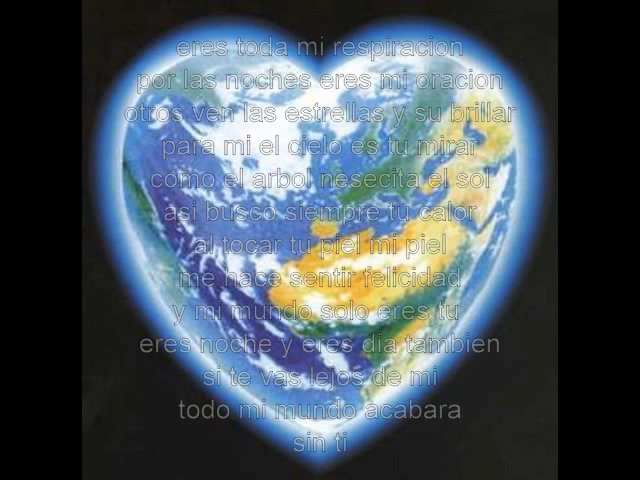 eres toda mi respiracion
por las noches eres mi oracion
otros ven las estrellas y su brillar
para mi el cielo es tu mirar
como el arbol nesecita el sol
asi busco siempre tu calor
al tocar tu piel mi piel
me hace sentir felicidad
y mi mundo solo eres tu
eres noche y eres dia tambien
si te vas lejos de mi
todo mi mundo acabara
sin ti